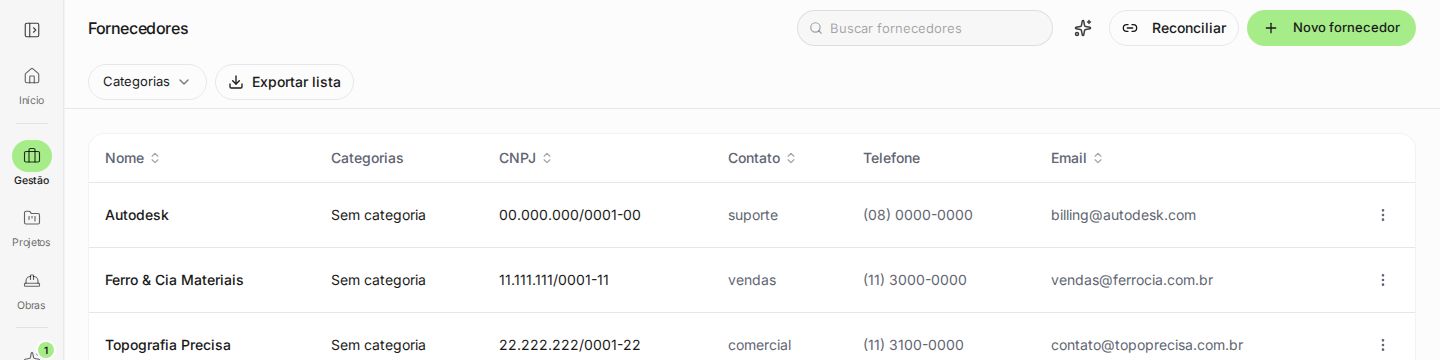 Fornecedores
Buscar fornecedores
Reconciliar
Novo fornecedor
Categorias
Exportar lista
Início
Gestão
Projetos
Obras
1
Nome Categorias CNPJ Contato Telefone Email
Autodesk Sem categoria 00.000.000/0001-00 suporte (08) 0000-0000 billing@autodesk.com
Ferro & Cia Materiais Sem categoria 11.111.111/0001-11 vendas (11) 3000-0000 vendas@ferrocia.com.br
Topografia Precisa Sem categoria 22.222.222/0001-22 comercial (11) 3100-0000 contato@topoprecisa.com.br